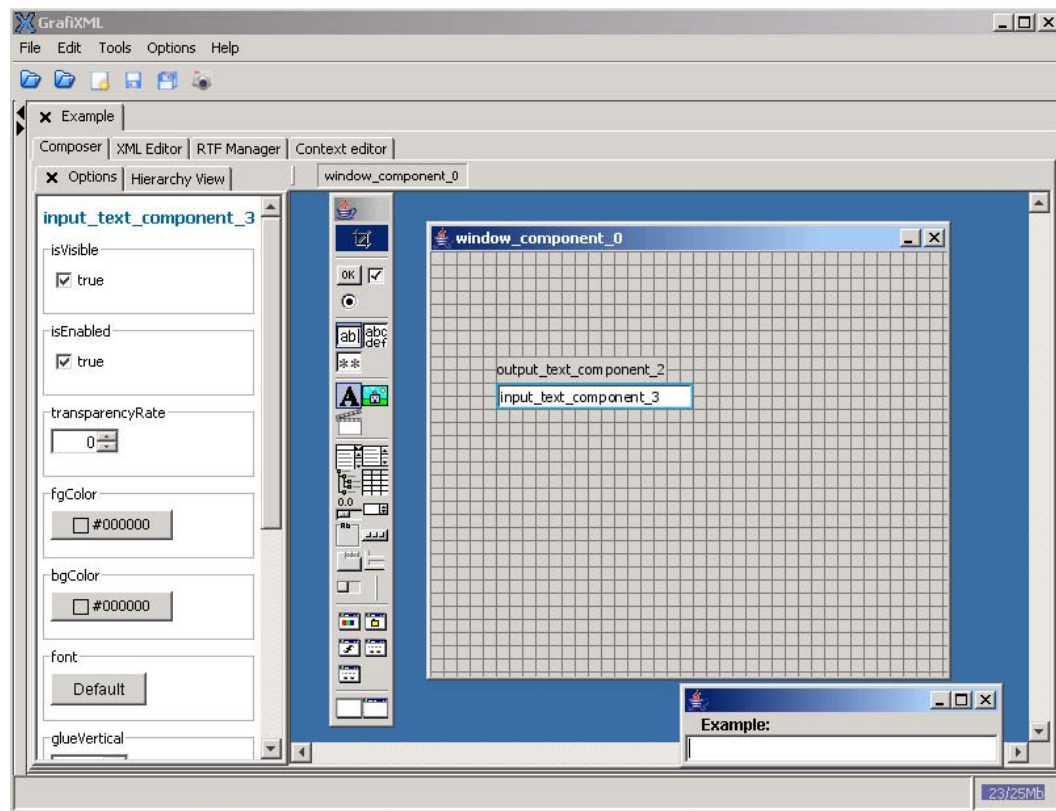 GrafiXML
File Edit Tools Options Help
Example
Composer XML Editor RTF Manager Context editor
Options Hierarchy View window_component_0
input_text_component_3
isVisible
true
isEnabled
true
transparencyRate
0
fgColor
#000000
bgColor
#000000
font
Default
glueVertical
OK
ab
abc
def
**
A
0.0
window_component_0
output_text_component_2
input_text_component_3
Example:
23/25Mb